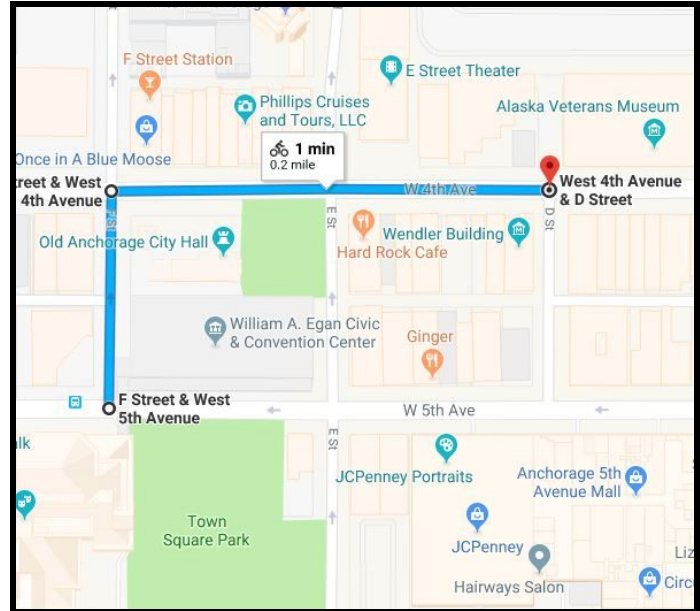 F Street Station
E Street Theater
Phillips Cruises
and Tours, LLC
Alaska Veterans Museum
1 min
0.2 mile
Once in A Blue Moose
treet & West
4th Avenue
W 4th Ave
West 4th Avenue
& D Street
F St
E St
D St
Old Anchorage City Hall
Hard Rock Cafe
Wendler Building
William A. Egan Civic
& Convention Center
Ginger
F Street & West
5th Avenue
W 5th Ave
E St
alk
JCPenney Portraits
Anchorage 5th
Avenue Mall
Town
Square Park
JCPenney
Liz
Hairways Salon
Circ